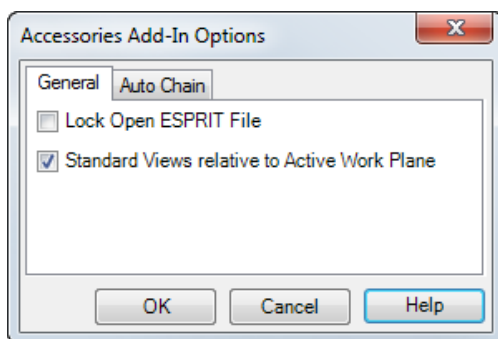 Accessories Add-In Options
General Auto Chain
Lock Open ESPRIT File
Standard Views relative to Active Work Plane
OK Cancel Help